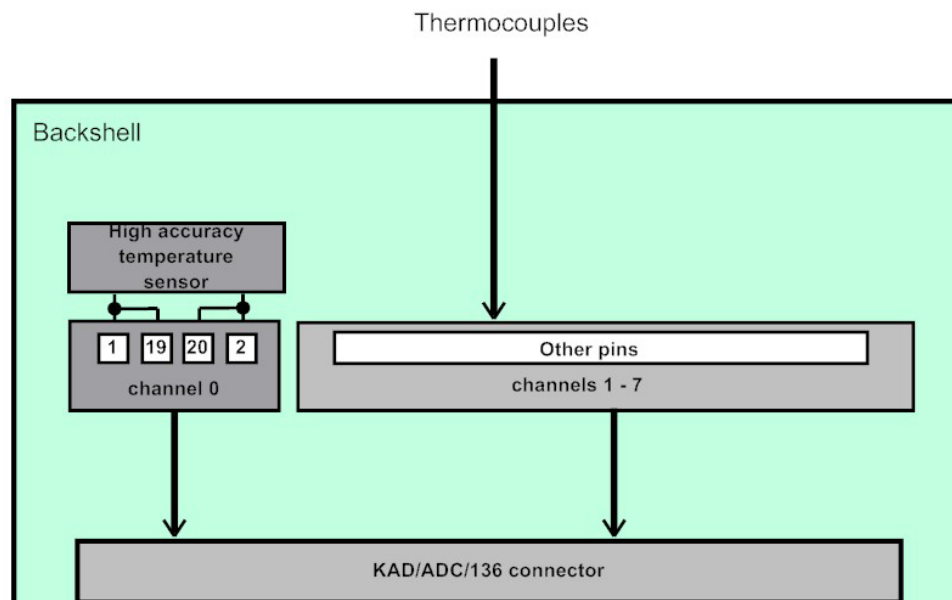 Thermocouples
Backshell
High accuracy
temperature
sensor
1 19 20 2
channel 0
Other pins
channels 1 - 7
KAD/ADC/136 connector